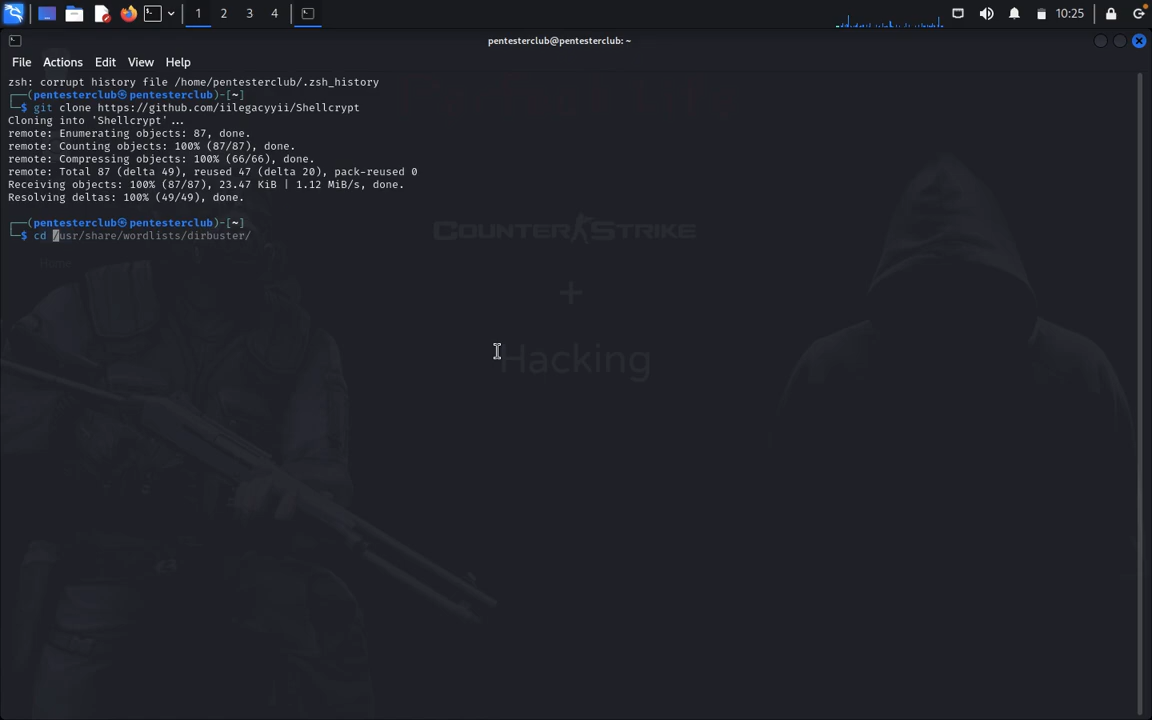 1 2 3 4 10:25
pentesterclub@pentesterclub: ~
File Actions Edit View Help
zsh: corrupt history file /home/pentesterclub/.zsh_history
┌──(pentesterclub㉿pentesterclub)-[~]
└─$ git clone https://github.com/iilegacyyii/Shellcrypt
Cloning into 'Shellcrypt'...
remote: Enumerating objects: 87, done.
remote: Counting objects: 100% (87/87), done.
remote: Compressing objects: 100% (66/66), done.
remote: Total 87 (delta 49), reused 47 (delta 20), pack-reused 0
Receiving objects: 100% (87/87), 23.47 KiB | 1.12 MiB/s, done.
Resolving deltas: 100% (49/49), done.
┌──(pentesterclub㉿pentesterclub)-[~]
└─$ cd /usr/share/wordlists/dirbuster/
COUNTER STRIKE
+
Hacking
Home